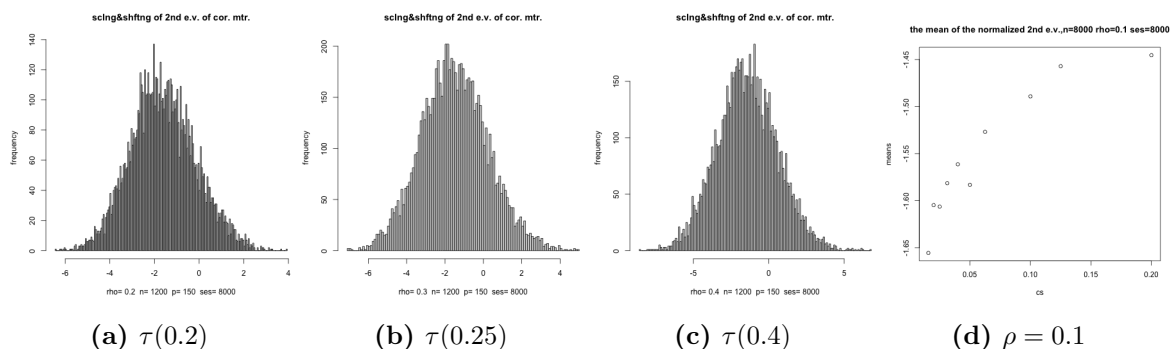 sclng&shftng of 2nd e.v. of cor. mtr.
frequency
0 20 40 60 80 100 120 140
-6 -4 -2 0 2 4
rho= 0.2 n= 1200 p= 150 ses= 8000
(a) τ(0.2)
sclng&shftng of 2nd e.v. of cor. mtr.
frequency
0 50 100 150 200
-6 -4 -2 0 2 4
rho= 0.3 n= 1200 p= 150 ses= 8000
(b) τ(0.25)
sclng&shftng of 2nd e.v. of cor. mtr.
frequency
0 50 100 150
-5 0 5
rho= 0.4 n= 1200 p= 150 ses= 8000
(c) τ(0.4)
the mean of the normalized 2nd e.v.,n=8000 rho=0.1 ses=8000
means
-1.65 -1.60 -1.55 -1.50 -1.45
0.05 0.10 0.15 0.20
cs
(d) ρ = 0.1